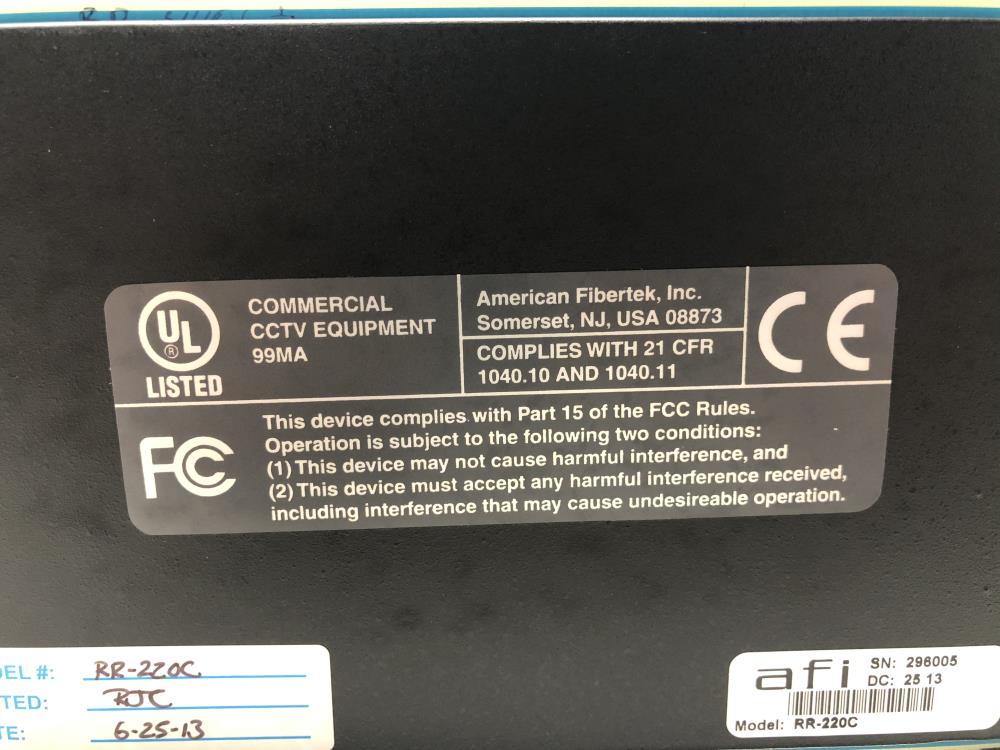 UL
®
LISTED
COMMERCIAL
CCTV EQUIPMENT
99MA
American Fibertek, Inc.
Somerset, NJ, USA 08873
COMPLIES WITH 21 CFR
1040.10 AND 1040.11
CE
FC
This device complies with Part 15 of the FCC Rules.
Operation is subject to the following two conditions:
(1) This device may not cause harmful interference, and
(2) This device must accept any harmful interference received,
including interference that may cause undesireable operation.
EL #: RR-220C
TED: RJC
TE: 6-25-13
afi
SN: 296005
DC: 25 13
Model: RR-220C